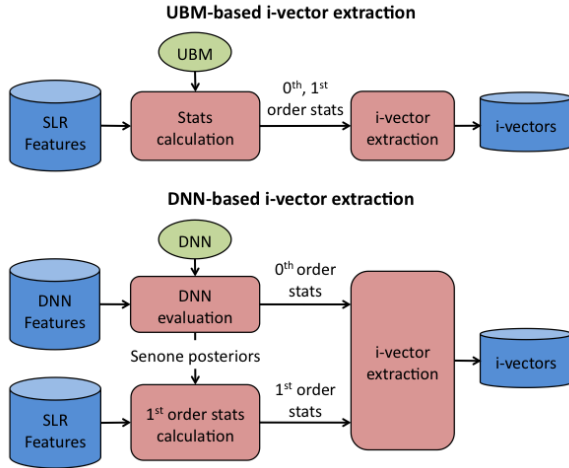 UBM-based i-vector extraction
UBM
0th, 1st
order stats
SLR
Features
Stats
calculation
i-vector
extraction
i-vectors
DNN-based i-vector extraction
DNN
0th order
stats
DNN
Features
DNN
evaluation
Senone posteriors
i-vector
extraction
i-vectors
SLR
Features
1st order stats
calculation
1st order
stats